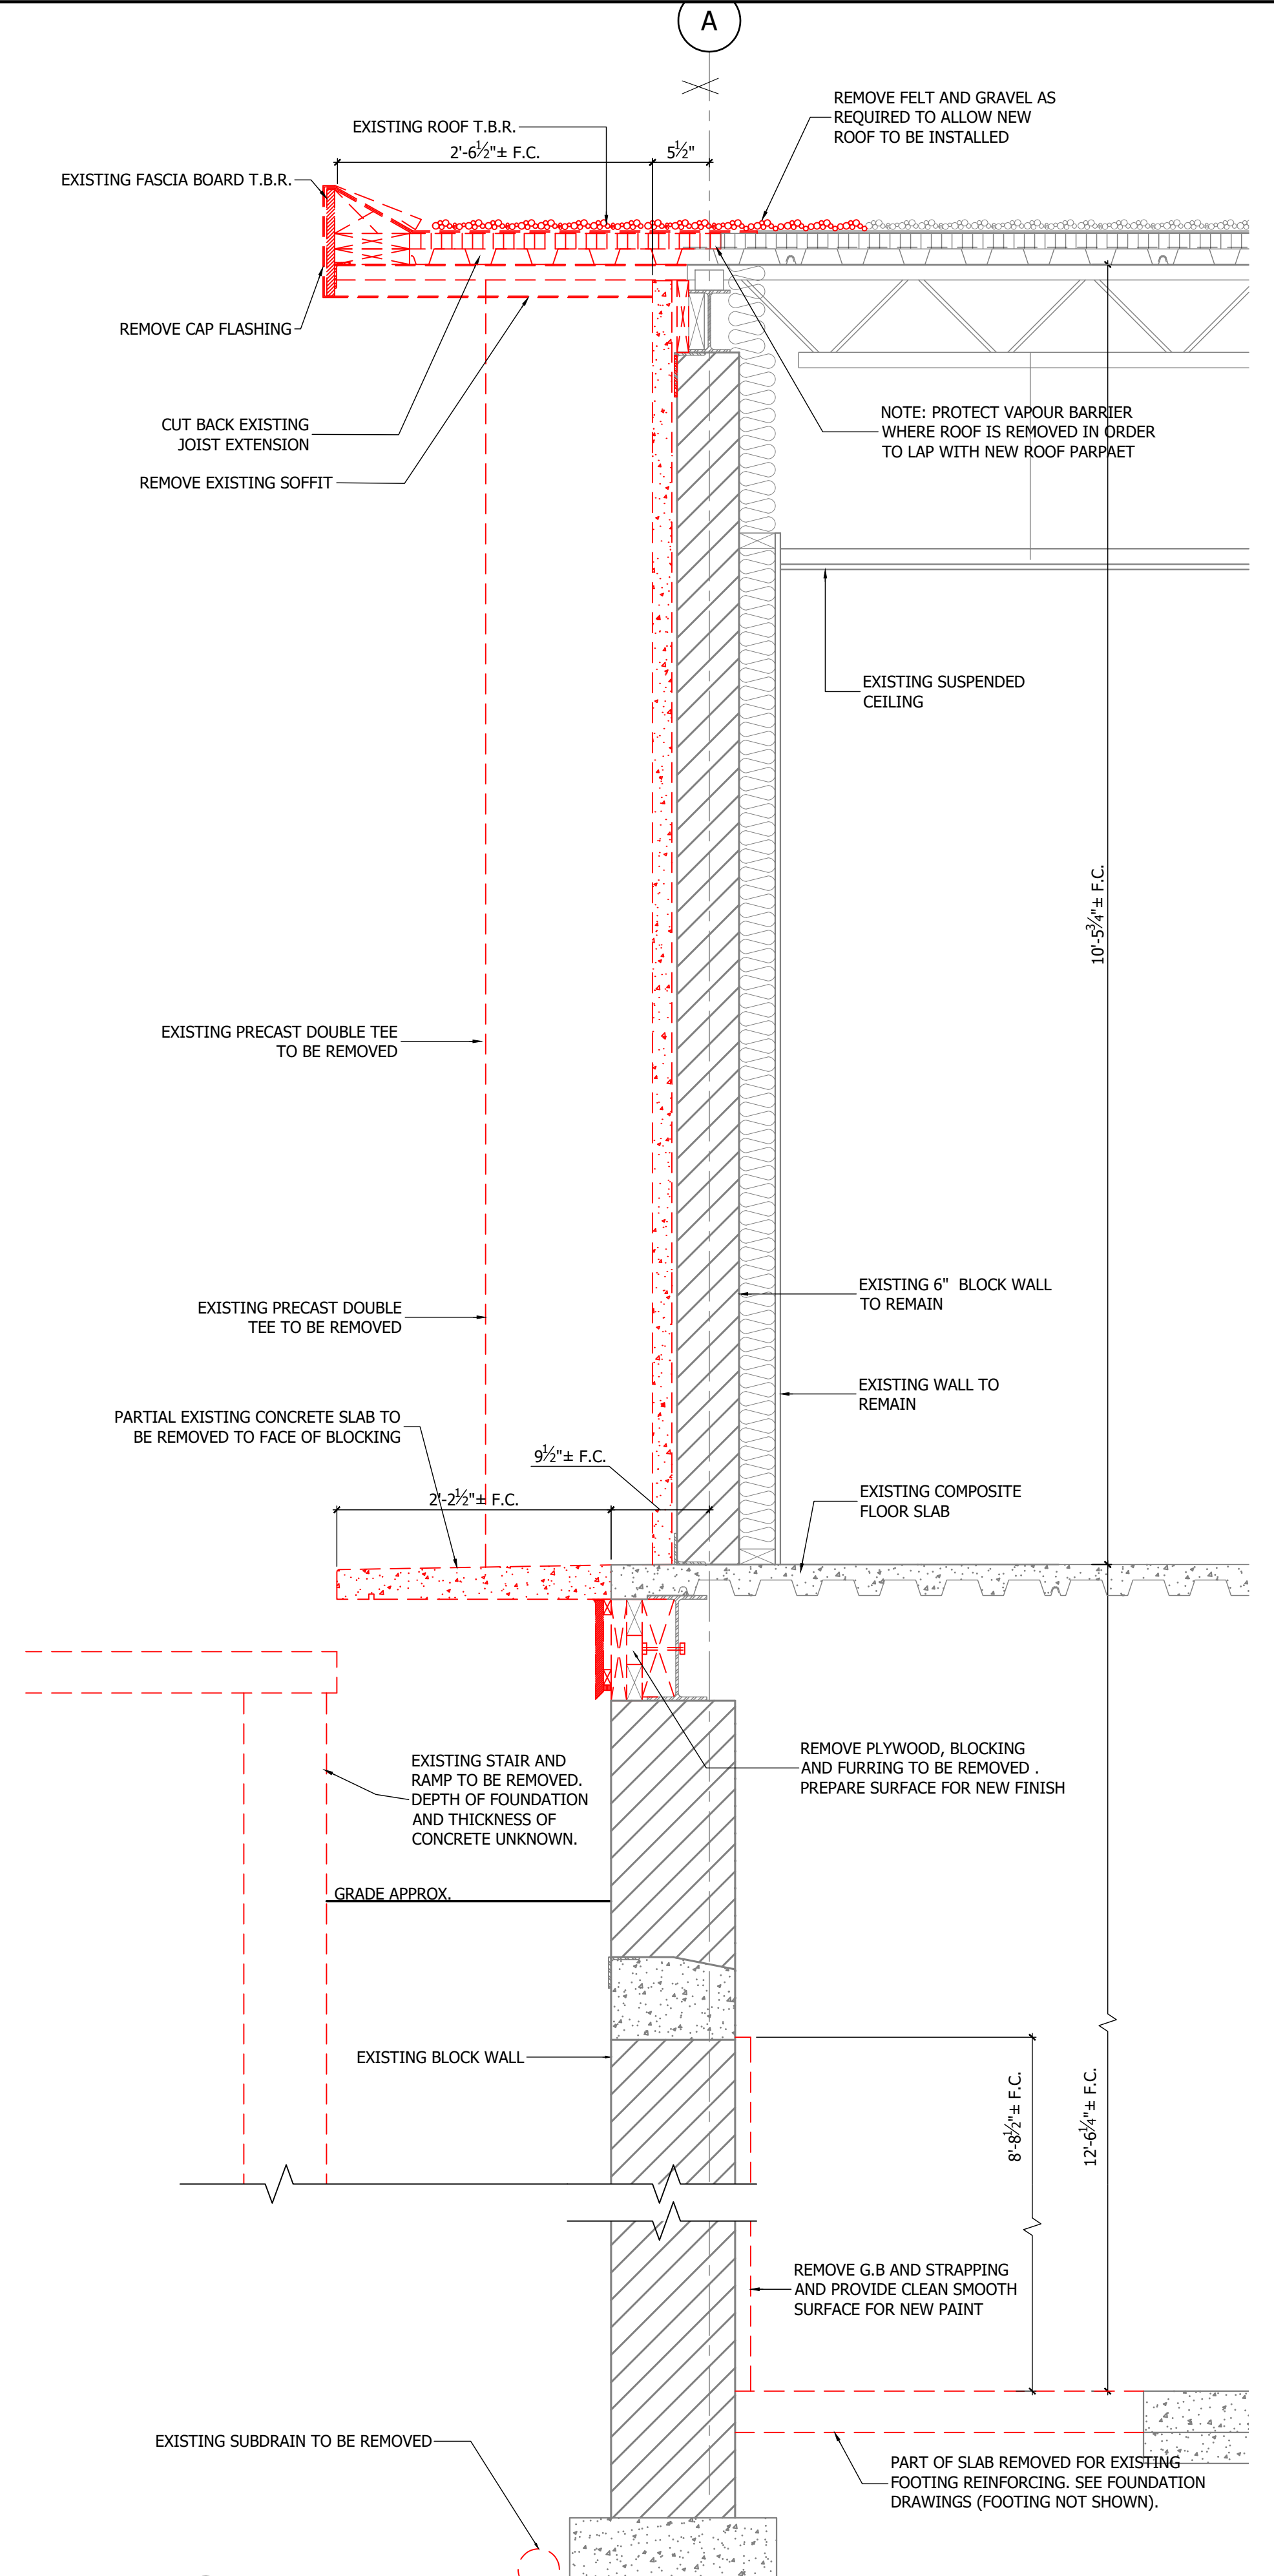 A
REMOVE FELT AND GRAVEL AS
REQUIRED TO ALLOW NEW
ROOF TO BE INSTALLED
EXISTING ROOF T.B.R.
2'-6½"± F.C.
5½"
EXISTING FASCIA BOARD T.B.R.
REMOVE CAP FLASHING
CUT BACK EXISTING
JOIST EXTENSION
REMOVE EXISTING SOFFIT
NOTE: PROTECT VAPOUR BARRIER
WHERE ROOF IS REMOVED IN ORDER
TO LAP WITH NEW ROOF PARPAET
EXISTING SUSPENDED
CEILING
10'-5¾"± F.C.
EXISTING PRECAST DOUBLE TEE
TO BE REMOVED
EXISTING 6" BLOCK WALL
TO REMAIN
EXISTING PRECAST DOUBLE
TEE TO BE REMOVED
EXISTING WALL TO
REMAIN
PARTIAL EXISTING CONCRETE SLAB TO
BE REMOVED TO FACE OF BLOCKING
9½"± F.C.
2'-2½"± F.C.
EXISTING COMPOSITE
FLOOR SLAB
REMOVE PLYWOOD, BLOCKING
AND FURRING TO BE REMOVED .
PREPARE SURFACE FOR NEW FINISH
EXISTING STAIR AND
RAMP TO BE REMOVED.
DEPTH OF FOUNDATION
AND THICKNESS OF
CONCRETE UNKNOWN.
GRADE APPROX.
EXISTING BLOCK WALL
8'-8½"± F.C.
12'-6¼"± F.C.
REMOVE G.B AND STRAPPING
AND PROVIDE CLEAN SMOOTH
SURFACE FOR NEW PAINT
EXISTING SUBDRAIN TO BE REMOVED
PART OF SLAB REMOVED FOR EXISTING
FOOTING REINFORCING. SEE FOUNDATION
DRAWINGS (FOOTING NOT SHOWN).